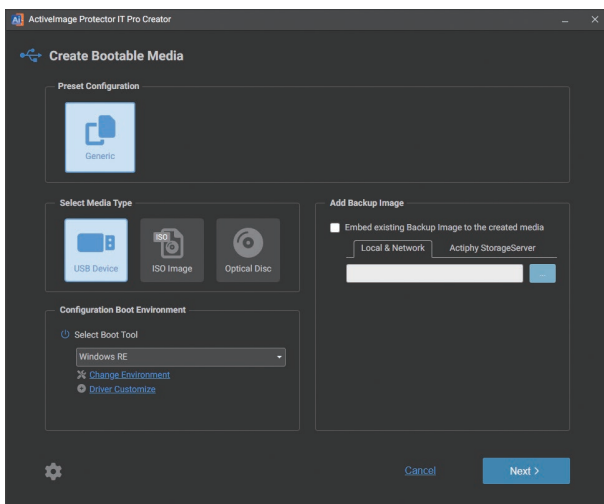 Ai ActiveImage Protector IT Pro Creator
Create Bootable Media
Preset Configuration
Generic
Select Media Type
USB Device
ISO
ISO Image
Optical Disc
Configuration Boot Environment
Select Boot Tool
Windows RE
Change Environment
Driver Customize
Add Backup Image
Embed existing Backup Image to the created media
Local & Network
Actiphy StorageServer
...
Cancel
Next >